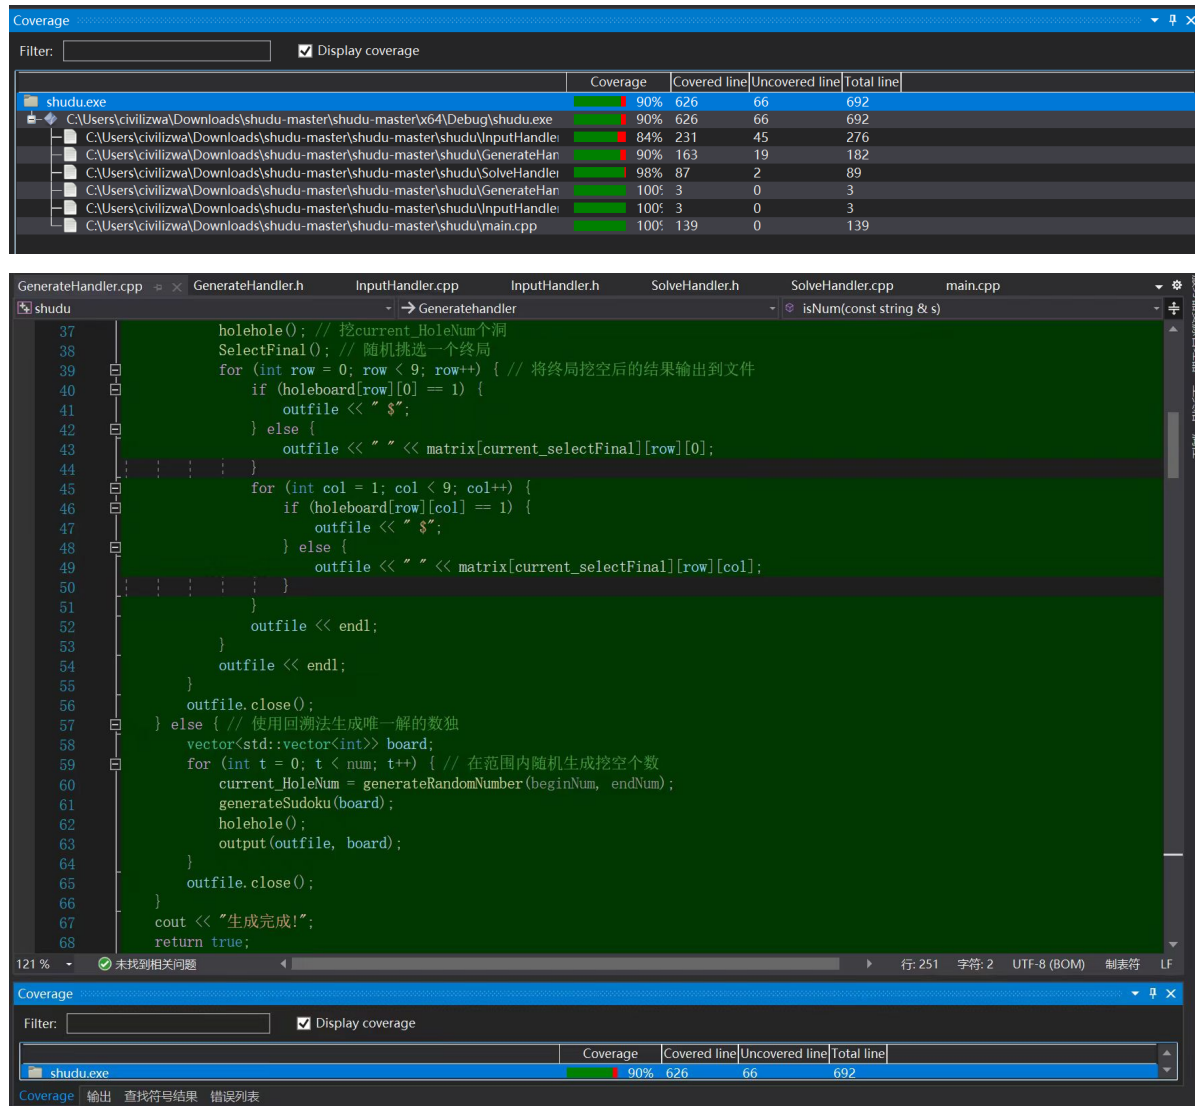 Coverage
Filter:
Display coverage
Coverage Covered line Uncovered line Total line
shudu.exe 90% 626 66 692
C:\Users\civilizwa\Downloads\shudu-master\shudu-master\x64\Debug\shudu.exe 90% 626 66 692
C:\Users\civilizwa\Downloads\shudu-master\shudu-master\shudu\InputHandle 84% 231 45 276
C:\Users\civilizwa\Downloads\shudu-master\shudu-master\shudu\GenerateHan 90% 163 19 182
C:\Users\civilizwa\Downloads\shudu-master\shudu-master\shudu\SolveHandle 98% 87 2 89
C:\Users\civilizwa\Downloads\shudu-master\shudu-master\shudu\GenerateHan 100% 3 0 3
C:\Users\civilizwa\Downloads\shudu-master\shudu-master\shudu\InputHandle 100% 3 0 3
C:\Users\civilizwa\Downloads\shudu-master\shudu-master\shudu\main.cpp 100% 139 0 139
GenerateHandler.cpp GenerateHandler.h InputHandler.cpp InputHandler.h SolveHandler.h SolveHandler.cpp main.cpp
shudu Generatehandler isNum(const string & s)
37 holehole(); // 挖current_HoleNum个洞
38 SelectFinal(); // 随机挑选一个终局
39 for (int row = 0; row < 9; row++) { // 将终局挖空后的结果输出到文件
40 if (holeboard[row][0] == 1) {
41 outfile << " $";
42 } else {
43 outfile << " " << matrix[current_selectFinal][row][0];
44 }
45 for (int col = 1; col < 9; col++) {
46 if (holeboard[row][col] == 1) {
47 outfile << " $";
48 } else {
49 outfile << " " << matrix[current_selectFinal][row][col];
50 }
51 }
52 outfile << endl;
53 }
54 outfile << endl;
55 }
56 outfile.close();
57 } else { // 使用回溯法生成唯一解的数独
58 vector<std::vector<int>> board;
59 for (int t = 0; t < num; t++) { // 在范围内随机生成挖空个数
60 current_HoleNum = generateRandomNumber(beginNum, endNum);
61 generateSudoku(board);
62 holehole();
63 output(outfile, board);
64 }
65 outfile.close();
66 }
67 cout << "生成完成!";
68 return true;
121 % 未找到相关问题 行: 251 字符: 2 UTF-8 (BOM) 制表符 LF
Coverage
Filter:
Display coverage
Coverage Covered line Uncovered line Total line
shudu.exe 90% 626 66 692
Coverage 输出 查找符号结果 错误列表